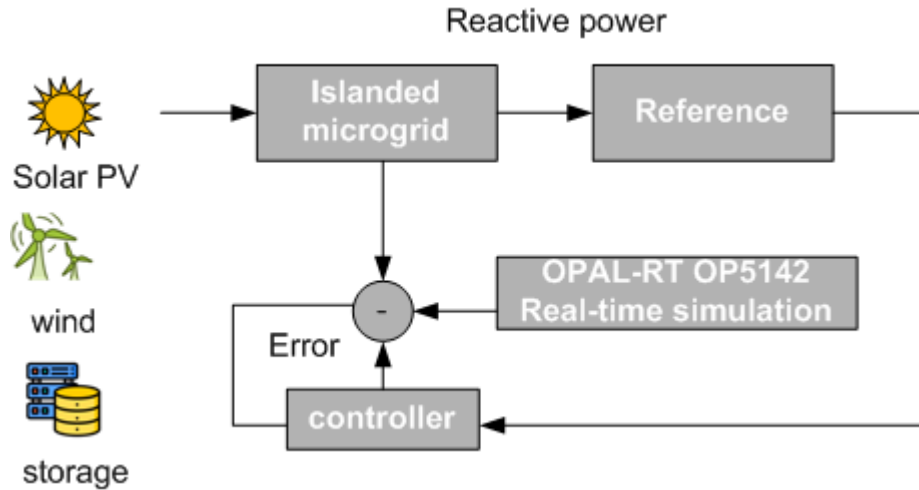 Reactive power
Islanded
microgrid
Reference
Solar PV
OPAL-RT OP5142
Real-time simulation
-
wind
Error
controller
storage